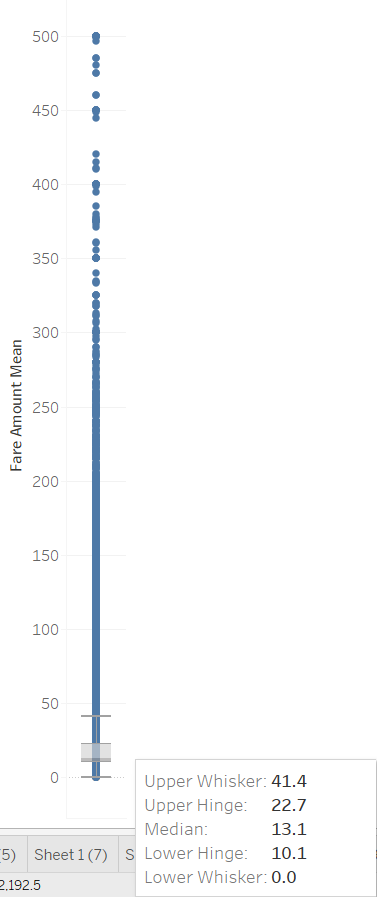 500
450
400
350
300
250
200
150
100
50
0
Fare Amount Mean
Upper Whisker: 41.4
Upper Hinge: 22.7
Median: 13.1
Lower Hinge: 10.1
Lower Whisker: 0.0
(5) Sheet 1 (7) S
2,192.5